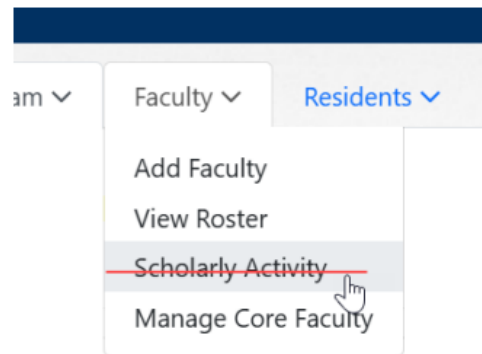 am
Faculty
Residents
Add Faculty
View Roster
Scholarly Activity
Manage Core Faculty